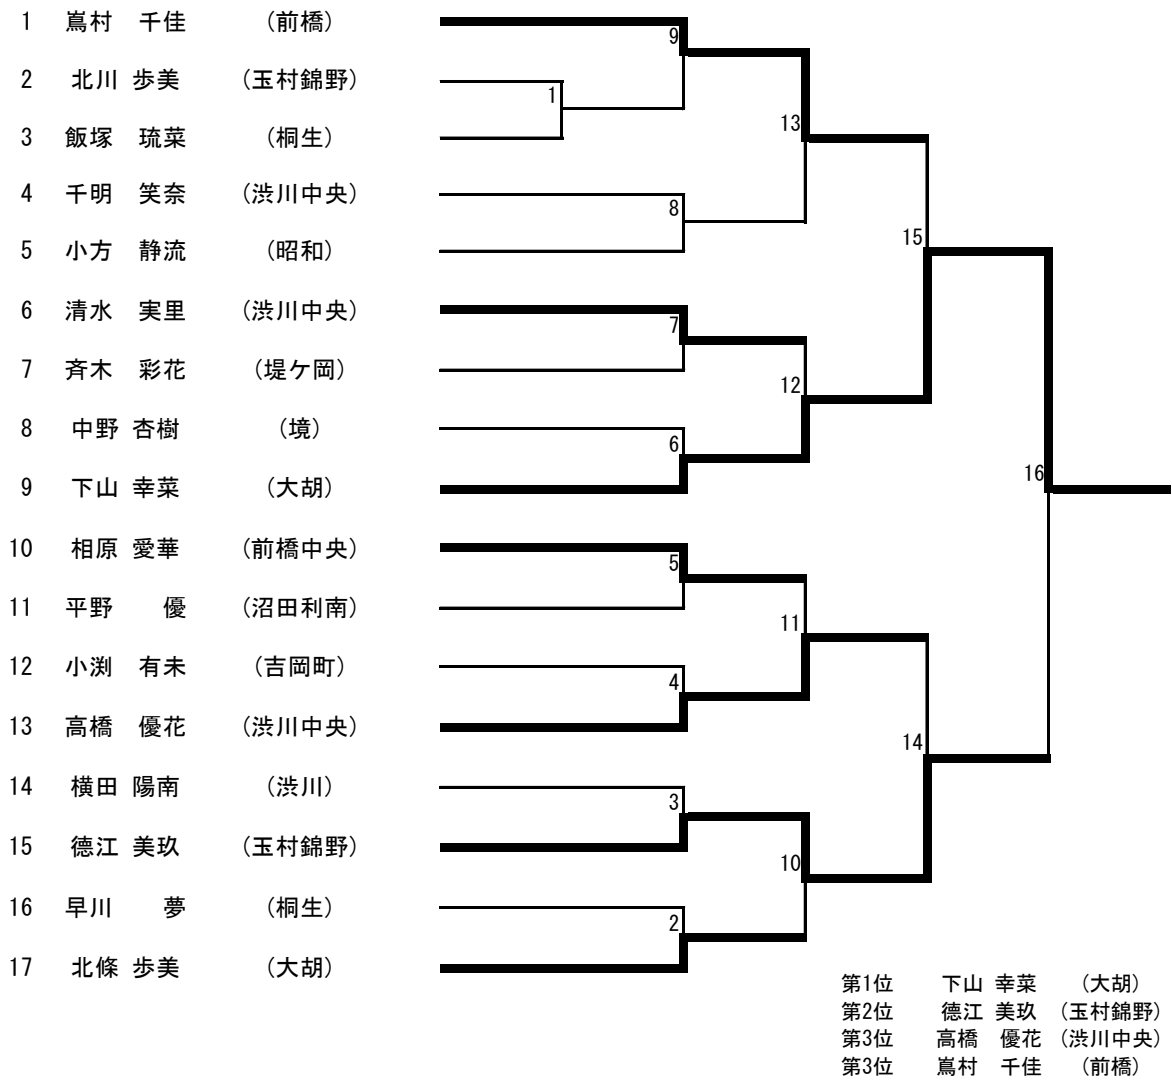 1 嶌村 千佳 (前橋)
9
2 北川 歩美 (玉村錦野)
1
3 飯塚 琉菜 (桐生)
13
4 千明 笑奈 (渋川中央)
8
5 小方 静流 (昭和)
15
6 清水 実里 (渋川中央)
7
7 斉木 彩花 (堤ケ岡)
12
8 中野 杏樹 (境)
6
9 下山 幸菜 (大胡)
16
10 相原 愛華 (前橋中央)
5
11 平野 優 (沼田利南)
11
12 小渕 有未 (吉岡町)
4
13 高橋 優花 (渋川中央)
14
14 横田 陽南 (渋川)
3
15 德江 美玖 (玉村錦野)
10
16 早川 夢 (桐生)
2
17 北條 歩美 (大胡)
第1位 下山 幸菜 (大胡)
第2位 德江 美玖 (玉村錦野)
第3位 高橋 優花 (渋川中央)
第3位 嶌村 千佳 (前橋)